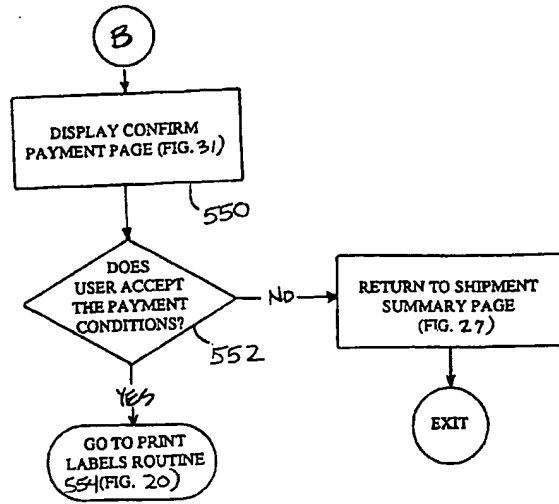 B
DISPLAY CONFIRM
PAYMENT PAGE (FIG. 31)
550
DOES
USER ACCEPT
THE PAYMENT
CONDITIONS?
552
NO
RETURN TO SHIPMENT
SUMMARY PAGE
(FIG. 27)
YES
GO TO PRINT
LABELS ROUTINE
554 (FIG. 20)
EXIT